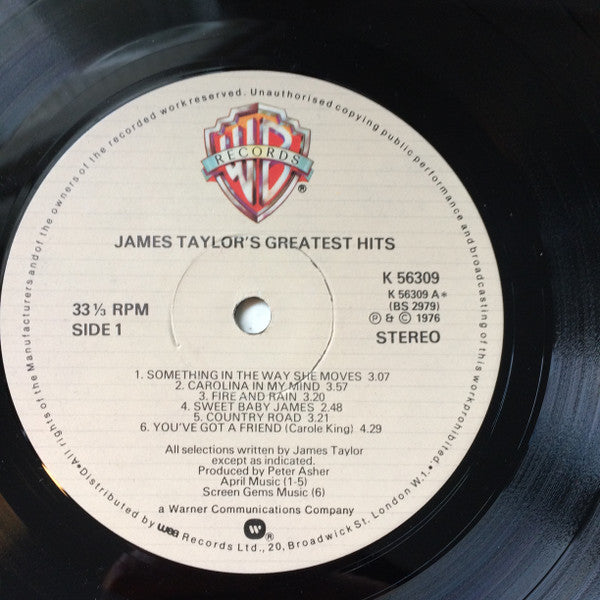 •All rights of the Manufacturers and of the owners of the recorded work reserved. Unauthorised copying public performance and broadcasting of this work prohibited.•
WB
RECORDS
®
JAMES TAYLOR'S GREATEST HITS
K 56309
K 56309 A*
(BS 2979)
Ⓟ & © 1976
STEREO
33⅓ RPM
SIDE 1
1. SOMETHING IN THE WAY SHE MOVES 3.07
2. CAROLINA IN MY MIND 3.57
3. FIRE AND RAIN 3.20
4. SWEET BABY JAMES 2.48
5. COUNTRY ROAD 3.21
6. YOU'VE GOT A FRIEND (Carole King) 4.29
All selections written by James Taylor
except as indicated.
Produced by Peter Asher
April Music (1-5)
Screen Gems Music (6)
a Warner Communications Company
®
Distributed by wea Records Ltd., 20, Broadwick St. London W.1.